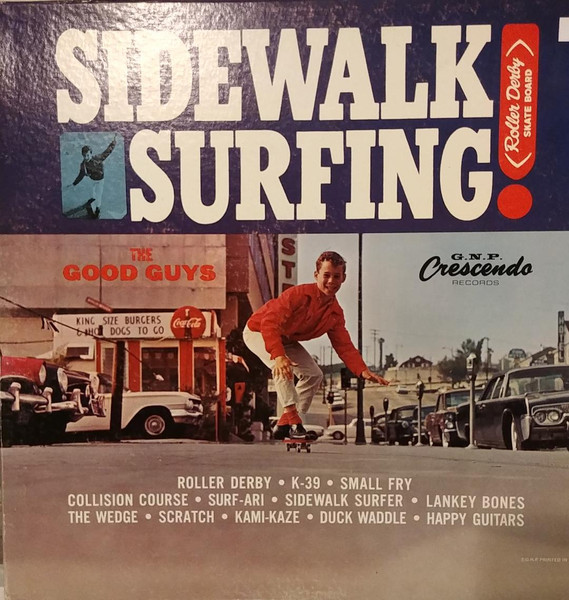 SIDEWALK
SURFING!
Roller Derby
SKATE BOARD
THE
GOOD GUYS
G.N.P.
Crescendo
RECORDS
ST
KING SIZE BURGERS
DOGS TO GO
Coca-Cola
ROLLER DERBY • K-39 • SMALL FRY
COLLISION COURSE • SURF-ARI • SIDEWALK SURFER • LANKEY BONES
THE WEDGE • SCRATCH • KAMI-KAZE • DUCK WADDLE • HAPPY GUITARS